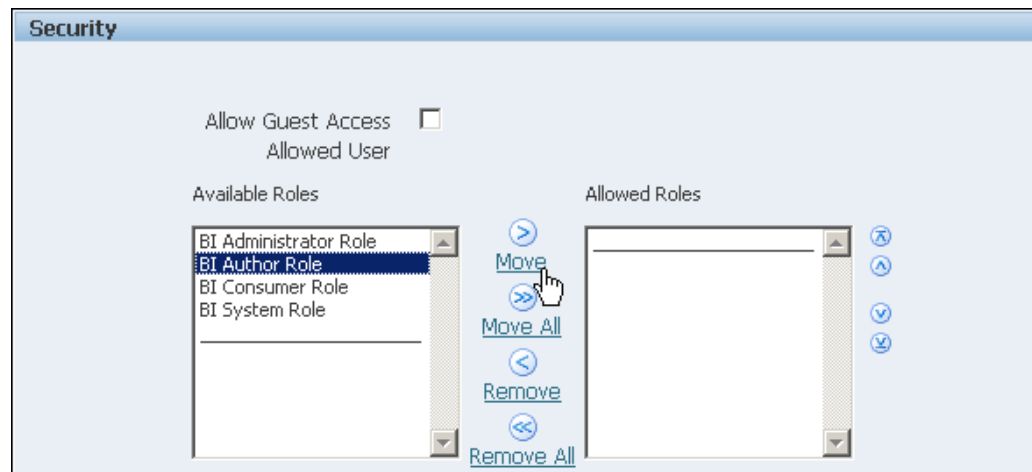 Security
Allow Guest Access
Allowed User
Available Roles
Allowed Roles
BI Administrator Role
BI Author Role
BI Consumer Role
BI System Role
Move
Move All
Remove
Remove All